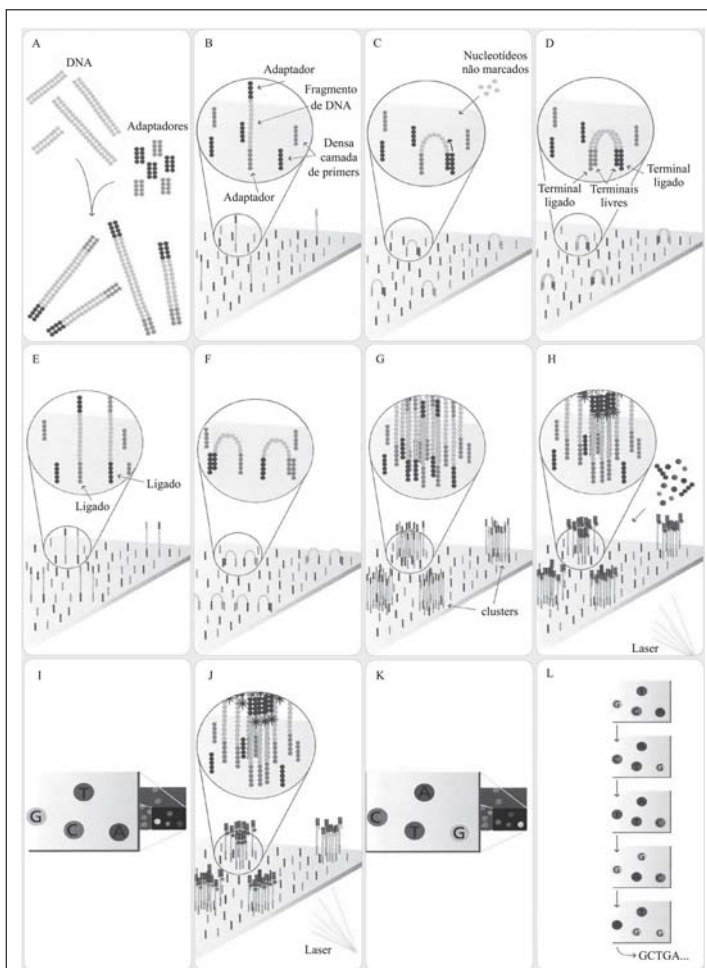 A
DNA
Adaptadores
B
Adaptador
Fragmento
de DNA
Densa
camada
de primers
Adaptador
C
Nucleotídeos
não marcados
D
Terminal
ligado
Terminais
livres
Terminal
ligado
E
Ligado
Ligado
F
G
clusters
H
Laser
I
T
G
C
A
J
Laser
K
A
C
T
G
L
G
G
G
G
G
G
GCTGA...